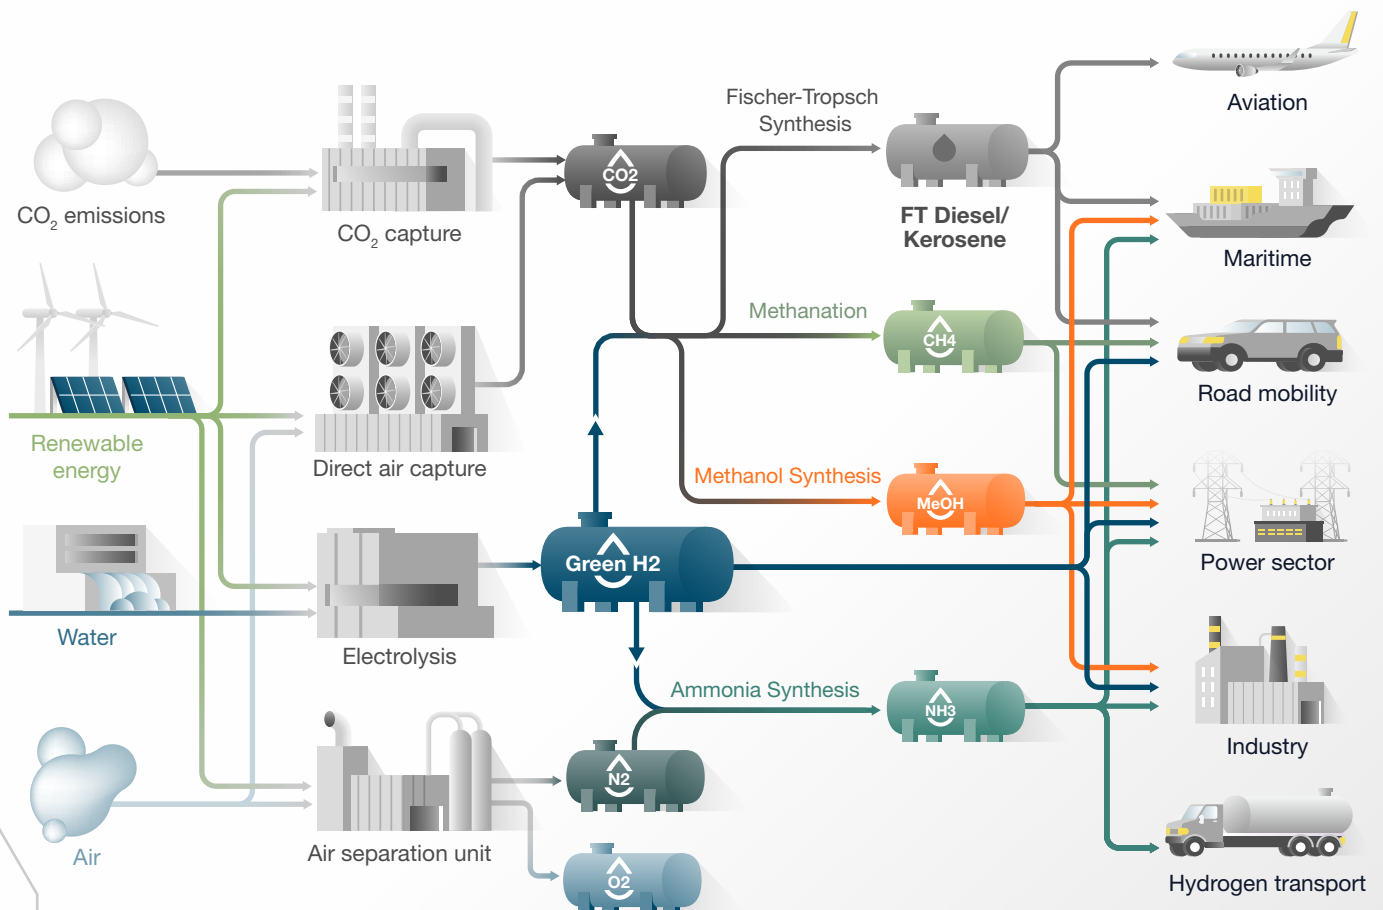 Fischer-Tropsch
Synthesis
Aviation
CO2 emissions
CO2 capture
CO2
FT Diesel/
Kerosene
Maritime
Methanation
CH4
Road mobility
Renewable
energy
Direct air capture
Methanol Synthesis
MeOH
Green H2
Power sector
Water
Electrolysis
Ammonia Synthesis
NH3
Industry
N2
Air
Air separation unit
O2
Hydrogen transport